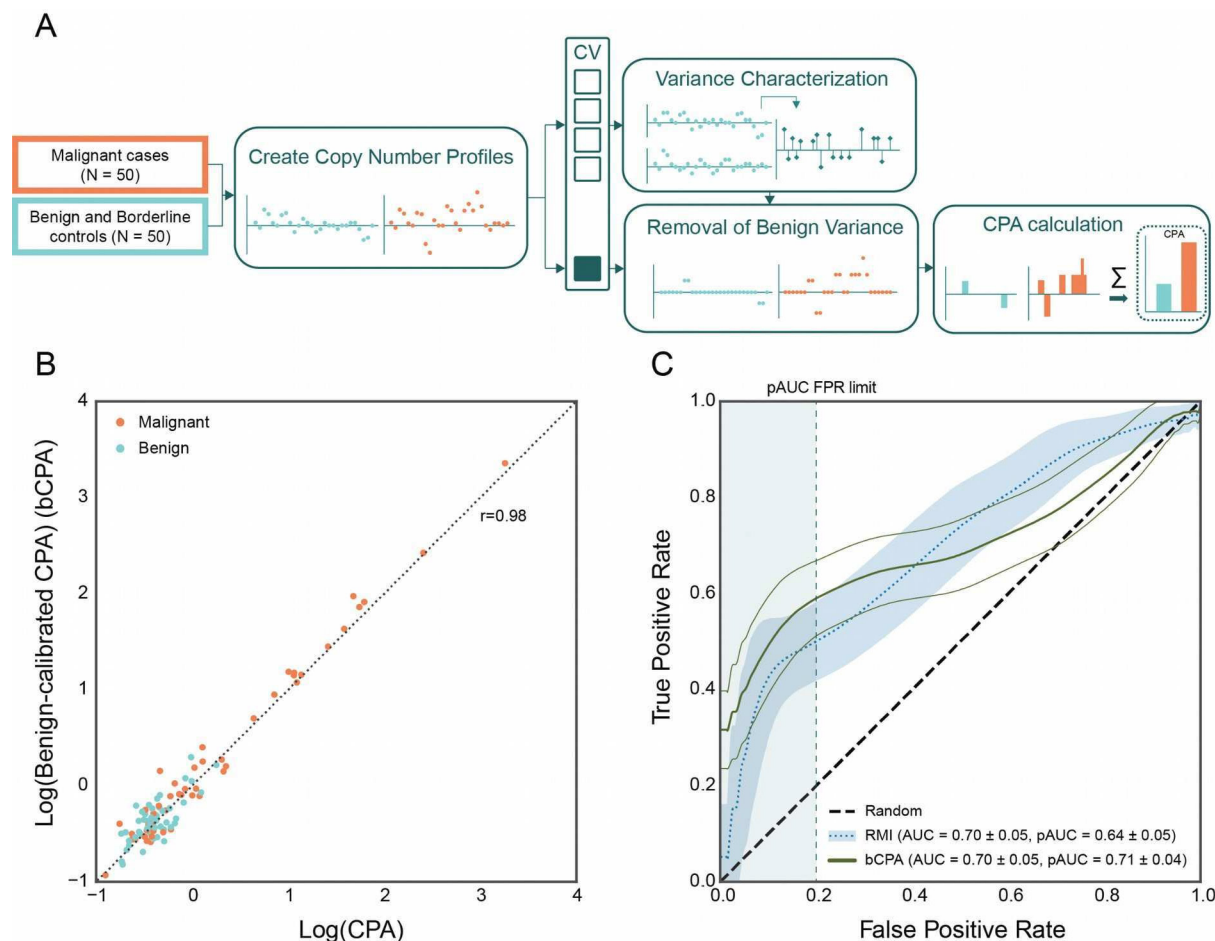 A
Malignant cases
(N = 50)
Benign and Borderline
controls (N = 50)
Create Copy Number Profiles
CV
Variance Characterization
Removal of Benign Variance
CPA calculation
Σ
CPA
B
Log(Benign-calibrated CPA) (bCPA)
4
3
2
1
0
−1
Malignant
Benign
r=0.98
−1 0 1 2 3 4
Log(CPA)
C
pAUC FPR limit
True Positive Rate
1.0
0.8
0.6
0.4
0.2
0.0
Random
RMI (AUC = 0.70 ± 0.05, pAUC = 0.64 ± 0.05)
bCPA (AUC = 0.70 ± 0.05, pAUC = 0.71 ± 0.04)
0.0 0.2 0.4 0.6 0.8 1.0
False Positive Rate